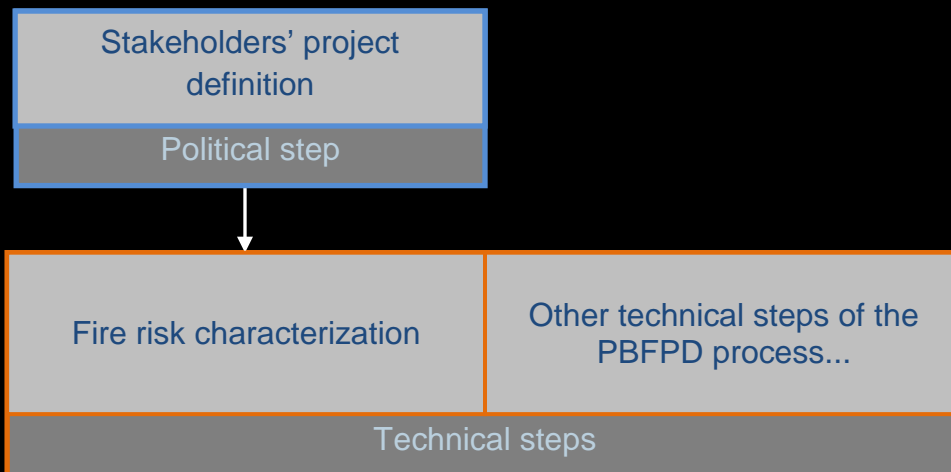 Stakeholders’ project
definition
Political step
Fire risk characterization
Other technical steps of the
PBFPD process...
Technical steps